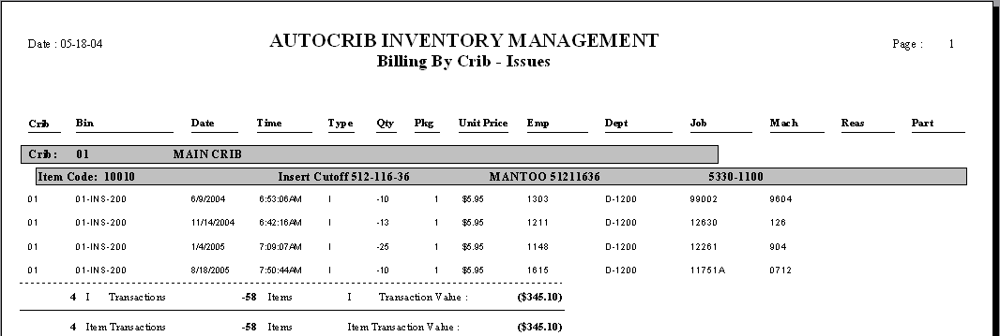 Date : 05-18-04 AUTOCRIB INVENTORY MANAGEMENT Page : 1
Billing By Crib - Issues
Crib Bin Date Time Type Qty Pkg Unit Price Emp Dept Job Mach Reas Part
Crib : 01 MAIN CRIB
Item Code: 10010 Insert Cutoff 512-116-36 MANTOO 51211636 5330-1100
01 01-INS-200 6/9/2004 6:53:06AM I -10 1 $5.95 1303 D-1200 99002 9604
01 01-INS-200 11/14/2004 6:42:16AM I -13 1 $5.95 1211 D-1200 12630 126
01 01-INS-200 1/4/2005 7:09:07AM I -25 1 $5.95 1148 D-1200 12261 904
01 01-INS-200 8/18/2005 7:50:44AM I -10 1 $5.95 1615 D-1200 11751A 0712
4 I Transactions -58 Items I Transaction Value : ($345.10)
4 Item Transactions -58 Items Item Transaction Value : ($345.10)